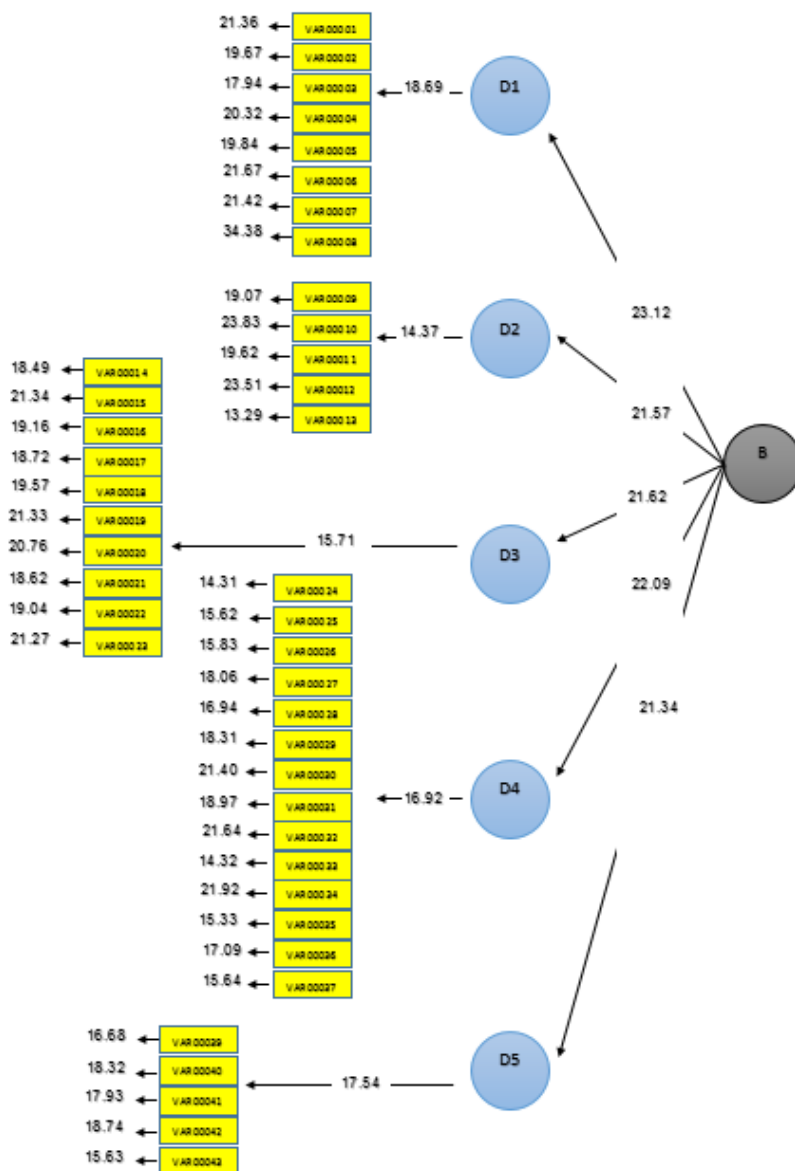 21.36 VAR00001
19.67 VAR00002
17.94 VAR00003
20.32 VAR00004
19.84 VAR00005
21.67 VAR00006
21.42 VAR00007
34.38 VAR00008
18.69
D1
19.07 VAR00009
23.83 VAR00010
19.62 VAR00011
23.51 VAR00012
13.29 VAR00013
14.37
D2
23.12
21.57
21.62
22.09
21.34
B
18.49 VAR00014
21.34 VAR00015
19.16 VAR00016
18.72 VAR00017
19.57 VAR00018
21.33 VAR00019
20.76 VAR00020
18.62 VAR00021
19.04 VAR00022
21.27 VAR00023
15.71
D3
14.31 VAR00024
15.62 VAR00025
15.83 VAR00026
18.06 VAR00027
16.94 VAR00028
18.31 VAR00029
21.40 VAR00030
18.97 VAR00031
21.64 VAR00032
14.32 VAR00033
21.92 VAR00034
15.33 VAR00035
17.09 VAR00036
15.64 VAR00037
16.92
D4
16.68 VAR00039
18.32 VAR00040
17.93 VAR00041
18.74 VAR00042
15.63 VAR00043
17.54
D5